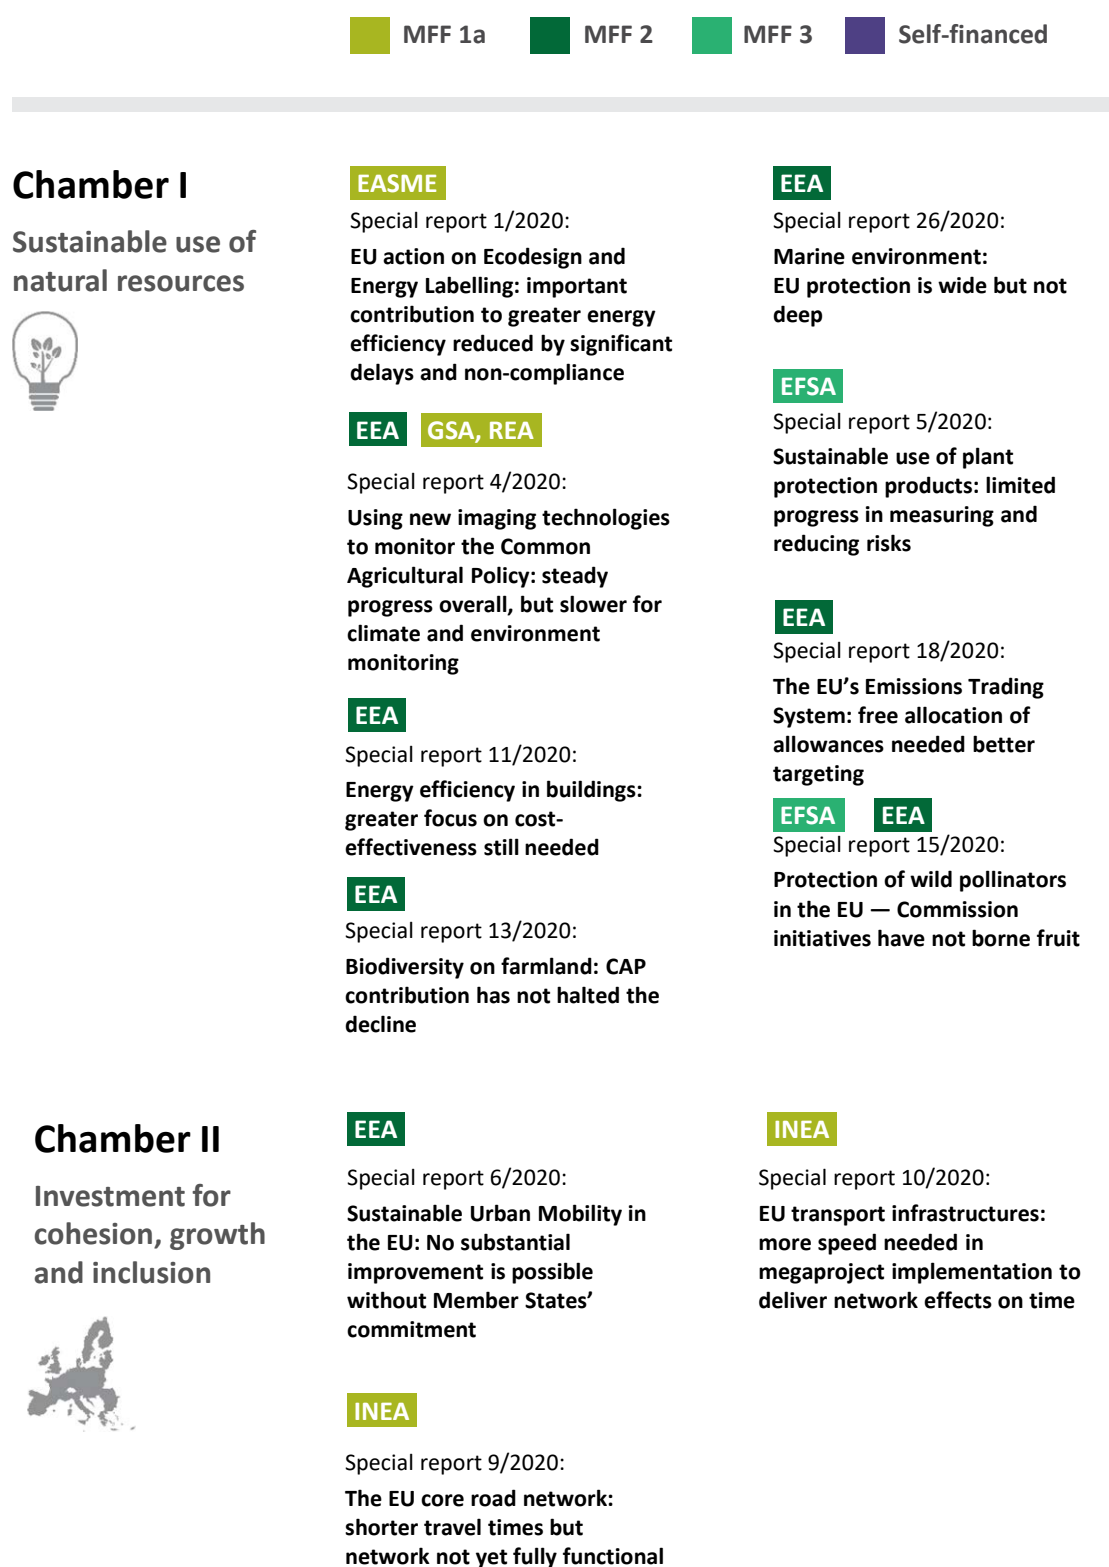 MFF 1a MFF 2 MFF 3 Self-financed
Chamber I
Sustainable use of
natural resources
EASME
Special report 1/2020:
EU action on Ecodesign and
Energy Labelling: important
contribution to greater energy
efficiency reduced by significant
delays and non-compliance
EEA GSA, REA
Special report 4/2020:
Using new imaging technologies
to monitor the Common
Agricultural Policy: steady
progress overall, but slower for
climate and environment
monitoring
EEA
Special report 11/2020:
Energy efficiency in buildings:
greater focus on cost-
effectiveness still needed
EEA
Special report 13/2020:
Biodiversity on farmland: CAP
contribution has not halted the
decline
EEA
Special report 26/2020:
Marine environment:
EU protection is wide but not
deep
EFSA
Special report 5/2020:
Sustainable use of plant
protection products: limited
progress in measuring and
reducing risks
EEA
Special report 18/2020:
The EU’s Emissions Trading
System: free allocation of
allowances needed better
targeting
EFSA EEA
Special report 15/2020:
Protection of wild pollinators
in the EU — Commission
initiatives have not borne fruit
Chamber II
Investment for
cohesion, growth
and inclusion
EEA
Special report 6/2020:
Sustainable Urban Mobility in
the EU: No substantial
improvement is possible
without Member States’
commitment
INEA
Special report 9/2020:
The EU core road network:
shorter travel times but
network not yet fully functional
INEA
Special report 10/2020:
EU transport infrastructures:
more speed needed in
megaproject implementation to
deliver network effects on time